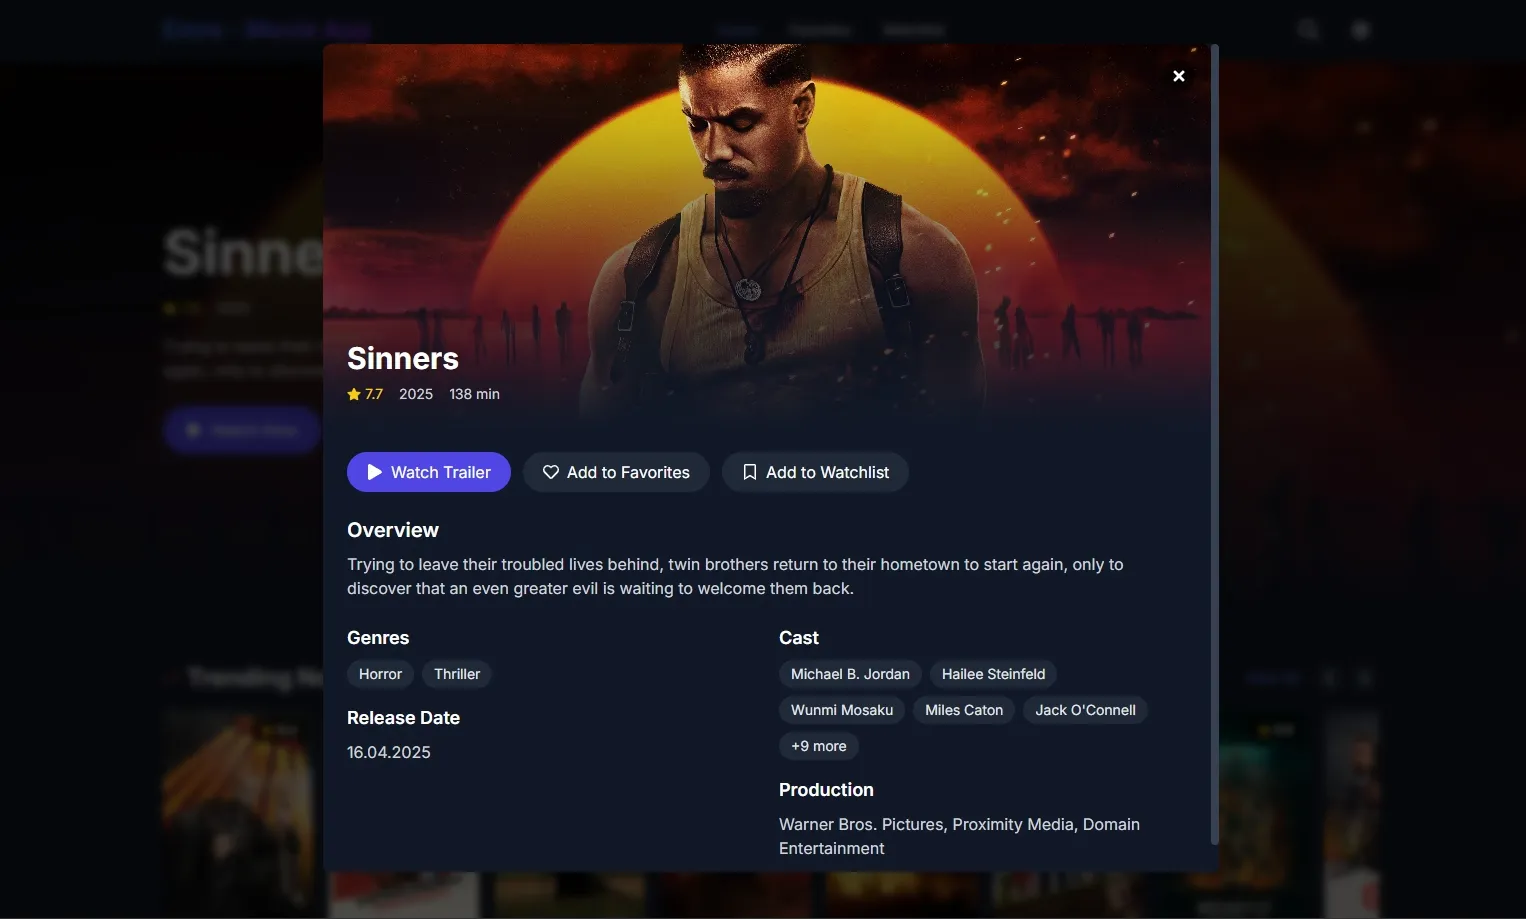 Sinne
Sinners
7.7 2025 138 min
Watch Trailer Add to Favorites Add to Watchlist
Overview
Trying to leave their troubled lives behind, twin brothers return to their hometown to start again, only to
discover that an even greater evil is waiting to welcome them back.
Genres
Horror Thriller
Release Date
16.04.2025
Cast
Michael B. Jordan Hailee Steinfeld
Wunmi Mosaku Miles Caton Jack O'Connell
+9 more
Production
Warner Bros. Pictures, Proximity Media, Domain
Entertainment
Trending N